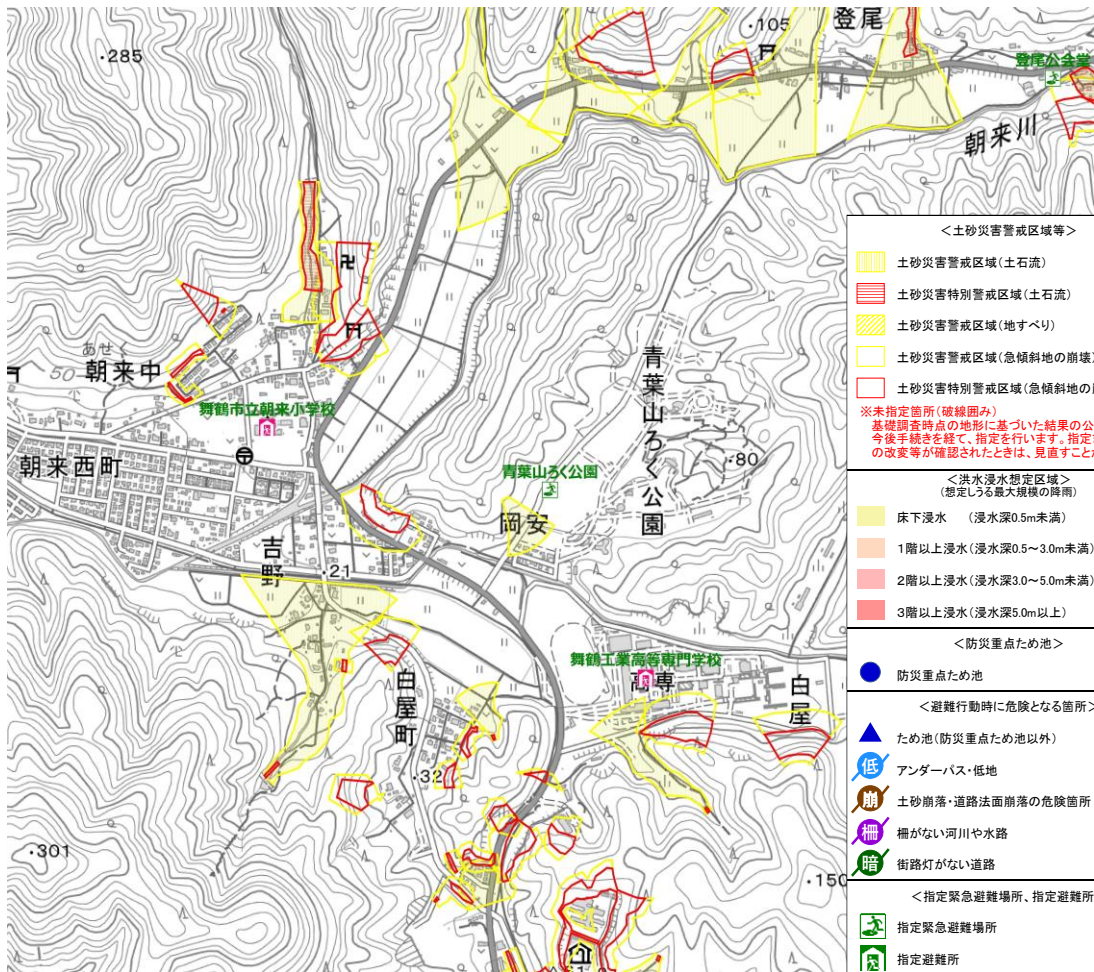 ・285
・105
登尾
登尾公会堂
朝来川
あせく
50
朝来中
舞鶴市立朝来小学校
朝来西町
青葉山ろく公園
・80
青葉山ろく公園
岡安
吉野
・21
舞鶴工業高等専門学校
高専
白屋
白屋町
・32
・301
・150
＜土砂災害警戒区域等＞
土砂災害警戒区域(土石流)
土砂災害特別警戒区域(土石流)
土砂災害警戒区域(地すべり)
土砂災害警戒区域(急傾斜地の崩壊)
土砂災害特別警戒区域(急傾斜地の
※未指定箇所(破線囲み)
基礎調査時点の地形に基づいた結果の公
今後手続きを経て、指定を行います。指定
の改変等が確認されたときは、見直すこと
＜洪水浸水想定区域＞
(想定しうる最大規模の降雨)
床下浸水　(浸水深0.5m未満)
1階以上浸水(浸水深0.5～3.0m未満)
2階以上浸水(浸水深3.0～5.0m未満)
3階以上浸水(浸水深5.0m以上)
＜防災重点ため池＞
防災重点ため池
＜避難行動時に危険となる箇所＞
ため池(防災重点ため池以外)
低 アンダーパス・低地
崩 土砂崩落・道路法面崩落の危険箇所
柵 柵がない河川や水路
暗 街路灯がない道路
＜指定緊急避難場所、指定避難所
指定緊急避難場所
指定避難所